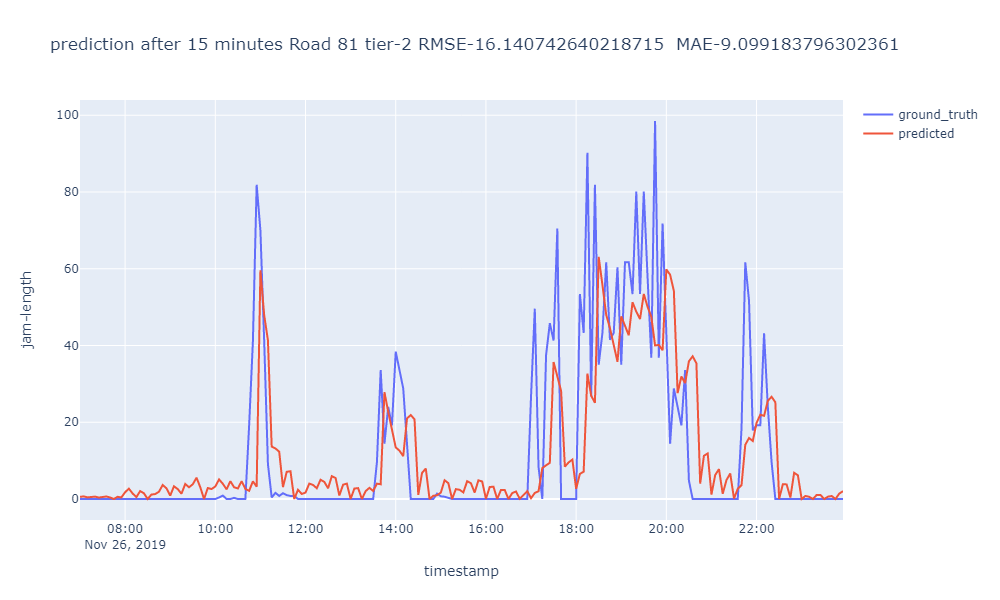 prediction after 15 minutes Road 81 tier-2 RMSE-16.140742640218715  MAE-9.099183796302361
ground_truth
predicted
100
80
60
40
20
0
jam-length
08:00 10:00 12:00 14:00 16:00 18:00 20:00 22:00
Nov 26, 2019
timestamp